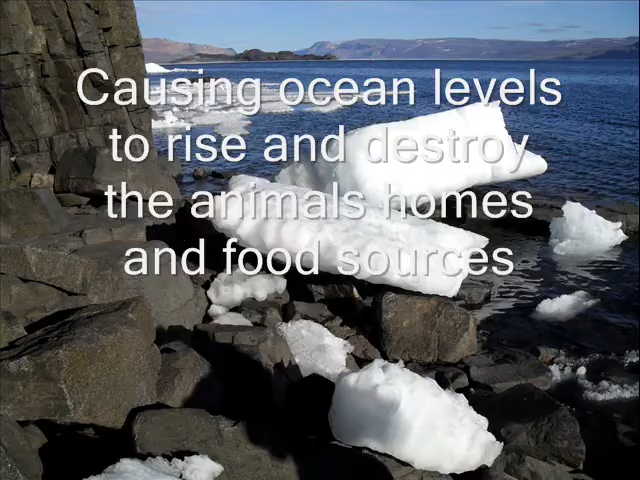 Causing ocean levels
to rise and destroy
the animals homes
and food sources